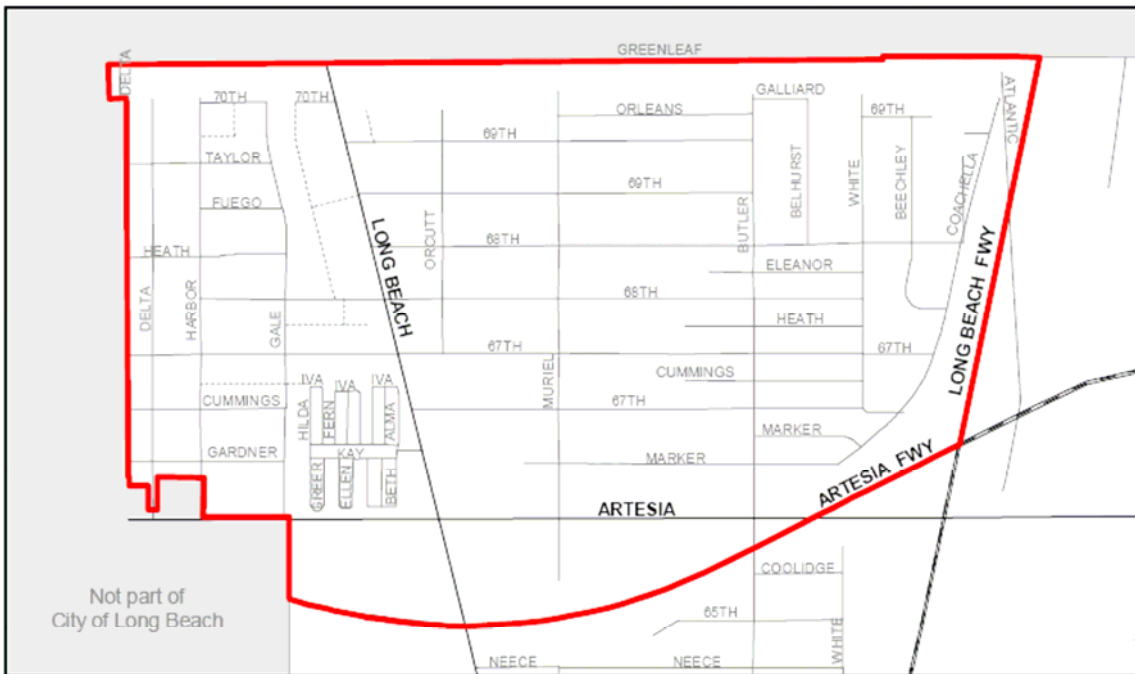 GREENLEAF
DELTA
70TH
70TH
GALLIARD
ATLANTIC
ORLEANS
69TH
69TH
TAYLOR
BELHURST
WHITE
BEECHLEY
69TH
COACHELLA
FUEGO
BUTLER
ORCUTT
LONG BEACH
68TH
HEATH
ELEANOR
DELTA
HARBOR
GALE
68TH
HEATH
LONG BEACH FWY
67TH
67TH
MURIEL
CUMMINGS
IVA
IVA
IVA
CUMMINGS
HILDA
FERN
ALMA
67TH
MARKER
GARDNER
KAY
MARKER
GREER
ELLEN
BETH
ARTESIA FWY
ARTESIA
COOLIDGE
Not part of
City of Long Beach
65TH
WHITE
NEECE
NEECE